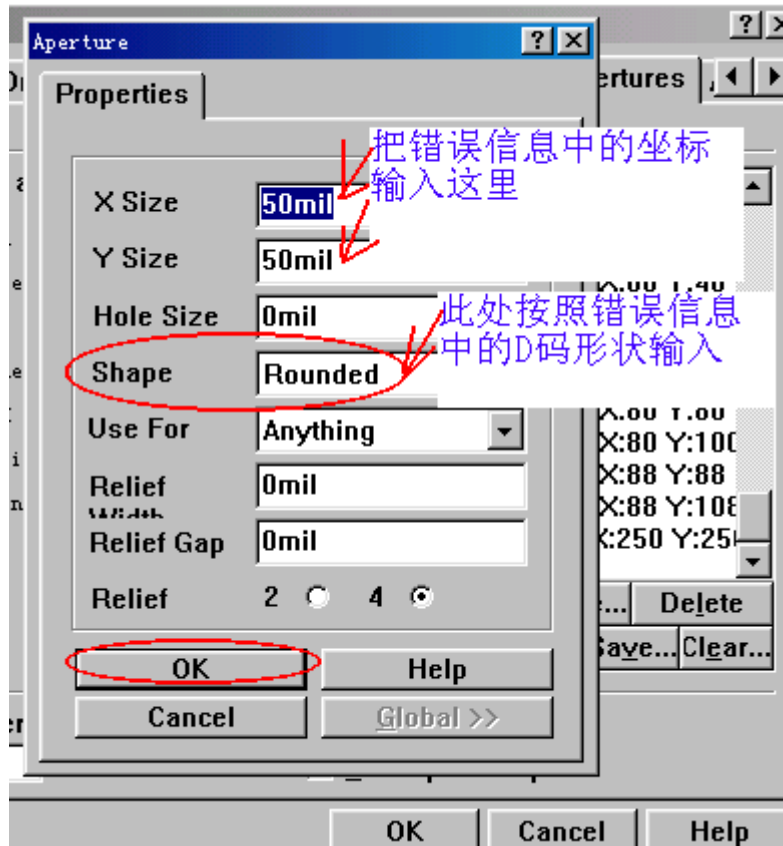 Aperture
ertures
Properties
把错误信息中的坐标
输入这里
X Size
50mil
Y Size
50mil
Hole Size
0mil
此处按照错误信息
中的D码形状输入
Shape
Rounded
Use For
Anything
X:80 Y:80
X:80 Y:100
X:88 Y:88
X:88 Y:108
X:250 Y:25
Relief
0mil
Relief Gap
0mil
Relief 2 4
Delete
Save... Clear...
OK Help
Cancel Global >>
OK Cancel Help